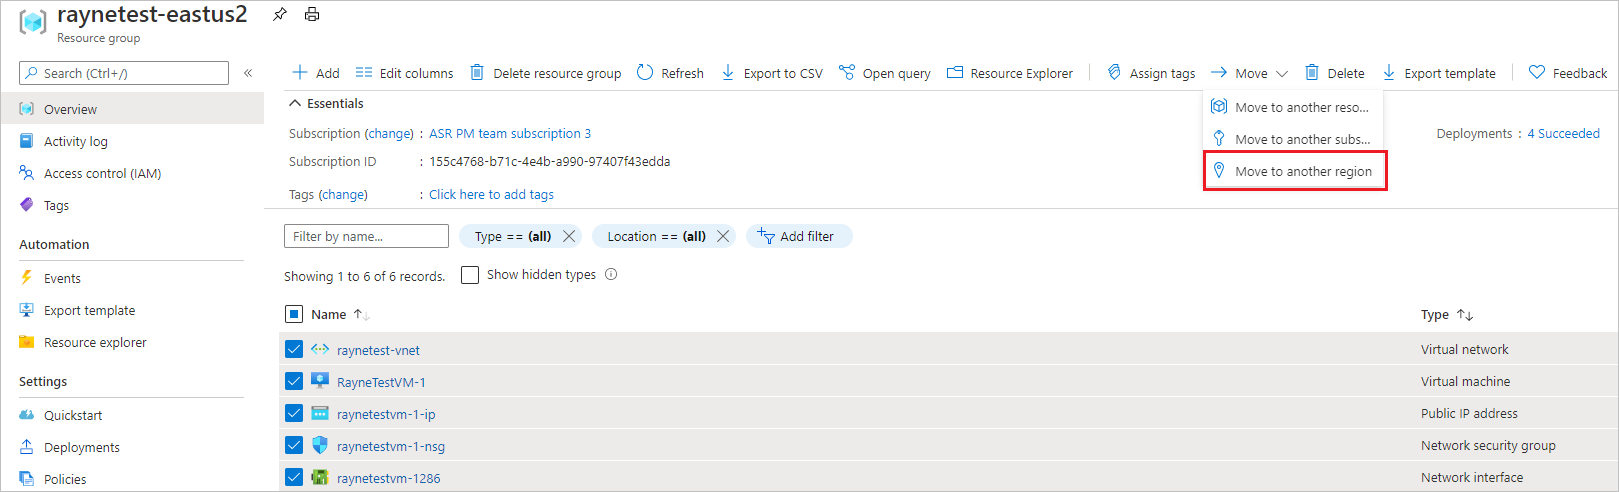 raynetest-eastus2
Resource group
Search (Ctrl+/)
«
Overview
Activity log
Access control (IAM)
Tags
Automation
Events
Export template
Resource explorer
Settings
Quickstart
Deployments
Policies
Add Edit columns Delete resource group Refresh Export to CSV Open query Resource Explorer Assign tags Move Delete Export template Feedback
Move to another reso...
Move to another subs...
Move to another region
Essentials
Subscription (change) : ASR PM team subscription 3
Deployments : 4 Succeeded
Subscription ID : 155c4768-b71c-4e4b-a990-97407f43edda
Tags (change) : Click here to add tags
Filter by name... Type == (all) Location == (all) Add filter
Showing 1 to 6 of 6 records. Show hidden types
Name Type
raynetest-vnet Virtual network
RayneTestVM-1 Virtual machine
raynetestvm-1-ip Public IP address
raynetestvm-1-nsg Network security group
raynetestvm-1286 Network interface